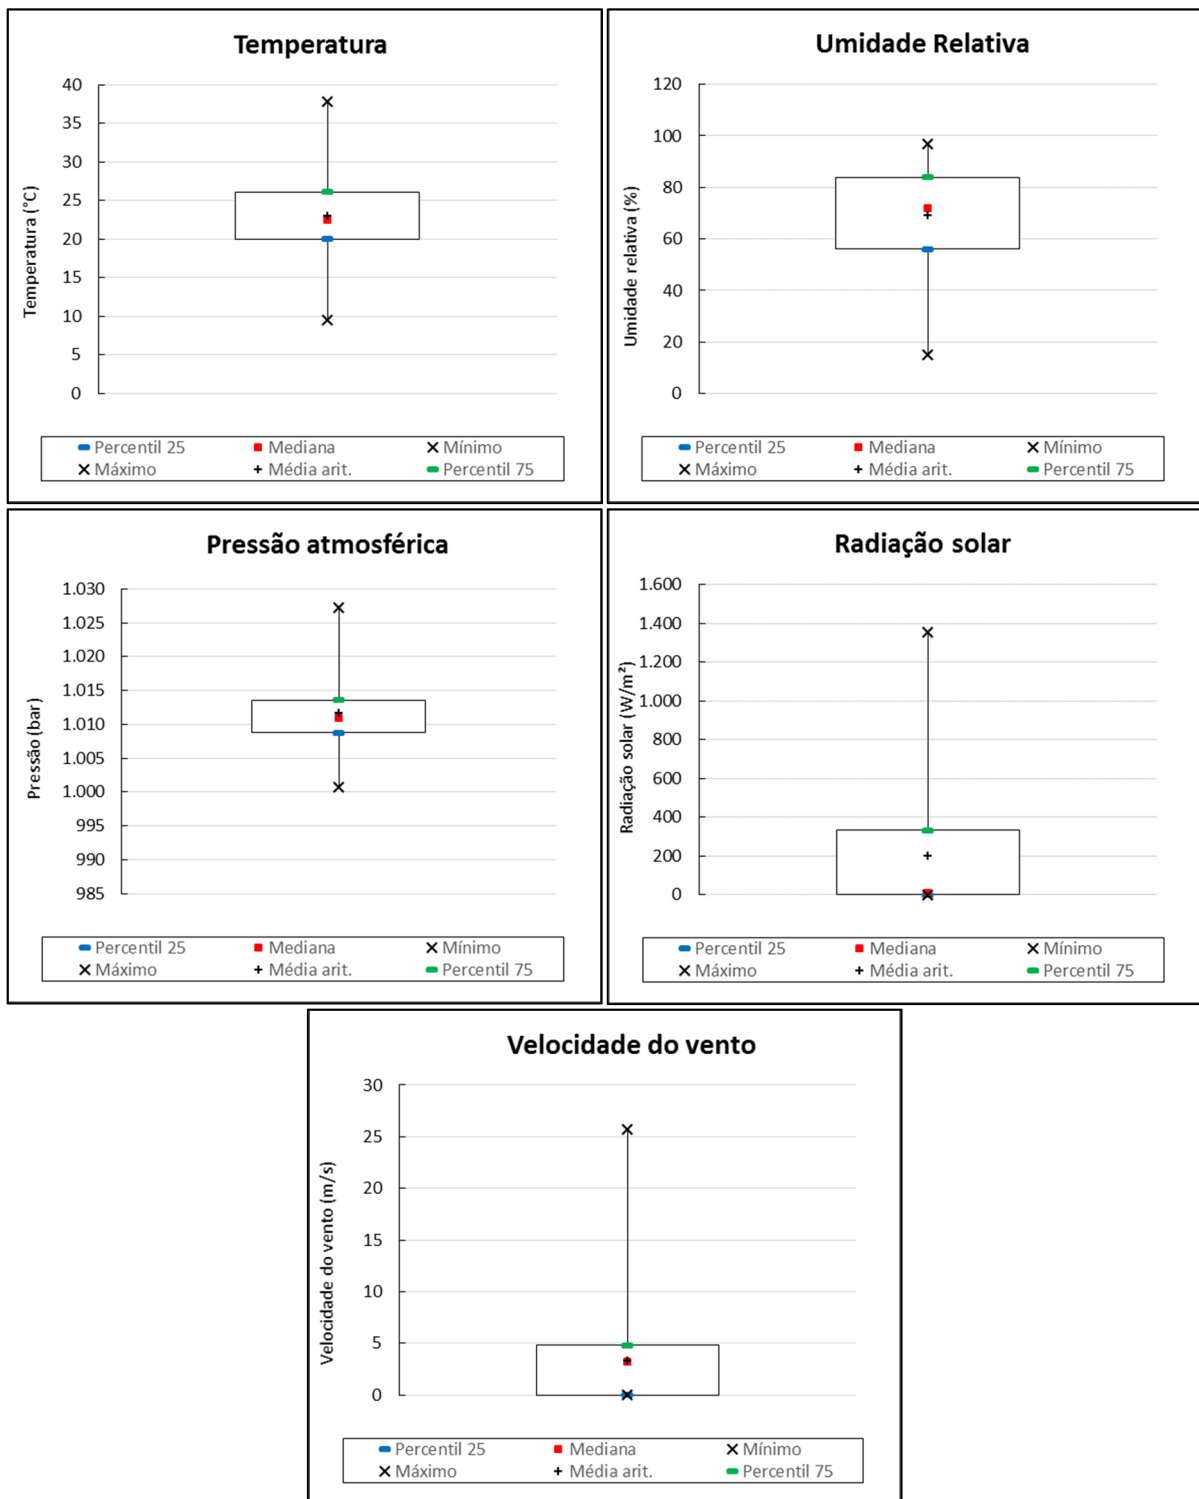 Temperatura
Temperatura (°C)
40
35
30
25
20
15
10
5
0
Percentil 25 Mediana Mínimo
Máximo Média arit. Percentil 75
Umidade Relativa
Umidade relativa (%)
120
100
80
60
40
20
0
Percentil 25 Mediana Mínimo
Máximo Média arit. Percentil 75
Pressão atmosférica
Pressão (bar)
1.030
1.025
1.020
1.015
1.010
1.005
1.000
995
990
985
Percentil 25 Mediana Mínimo
Máximo Média arit. Percentil 75
Radiação solar
Radiação solar (W/m²)
1.600
1.400
1.200
1.000
800
600
400
200
0
Percentil 25 Mediana Mínimo
Máximo Média arit. Percentil 75
Velocidade do vento
Velocidade do vento (m/s)
30
25
20
15
10
5
0
Percentil 25 Mediana Mínimo
Máximo Média arit. Percentil 75